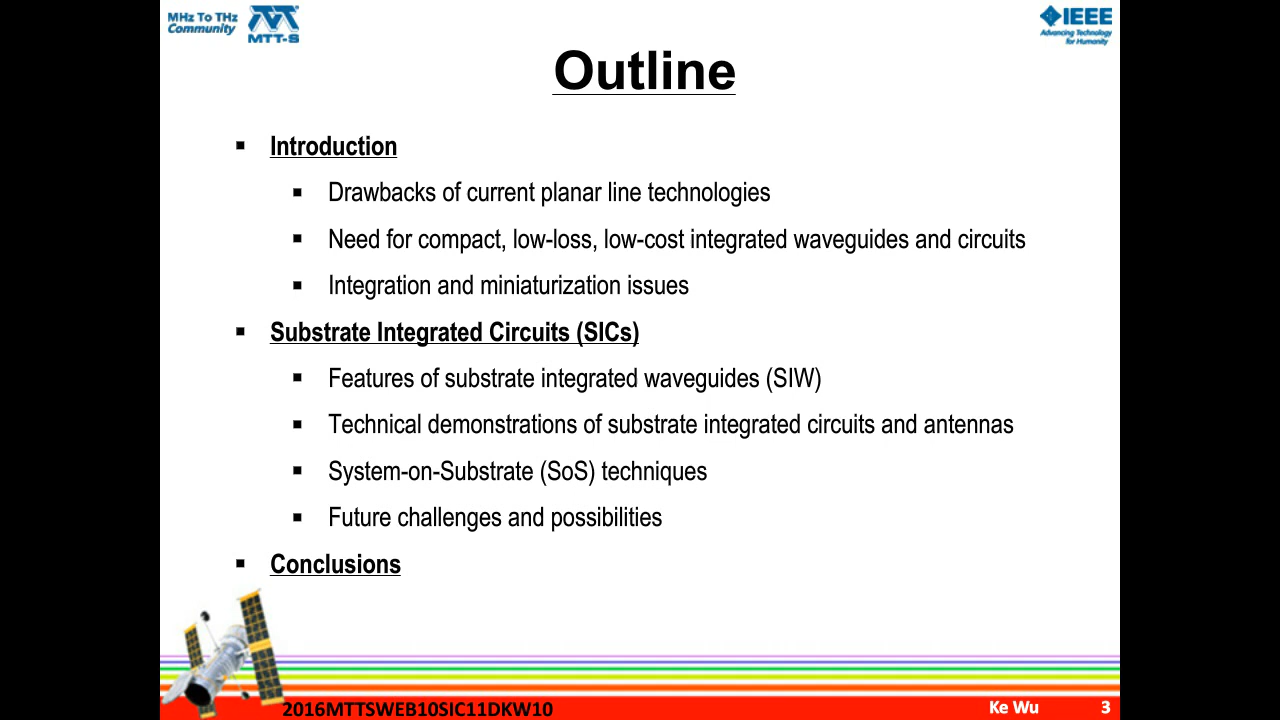 MHz To THz
Community
MTT-S
IEEE
Advancing Technology
for Humanity
Outline
Introduction
Drawbacks of current planar line technologies
Need for compact, low-loss, low-cost integrated waveguides and circuits
Integration and miniaturization issues
Substrate Integrated Circuits (SICs)
Features of substrate integrated waveguides (SIW)
Technical demonstrations of substrate integrated circuits and antennas
System-on-Substrate (SoS) techniques
Future challenges and possibilities
Conclusions
2016MTTSWEB10SIC11DKW10
Ke Wu
3